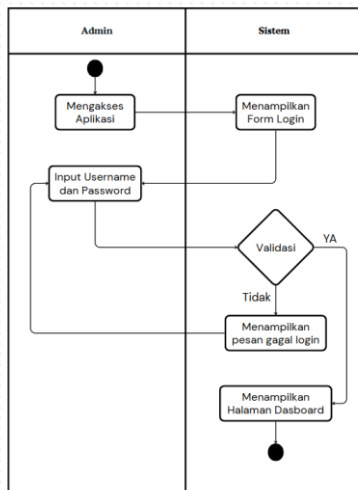 Admin
Sistem
Mengakses
Aplikasi
Menampilkan
Form Login
Input Username
dan Password
Validasi
YA
Tidak
Menampilkan
pesan gagal login
Menampilkan
Halaman Dasboard